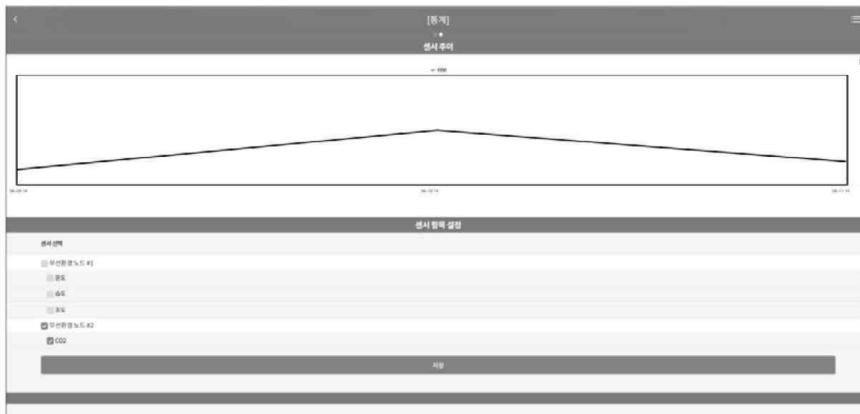 [통계]
센서 추이
센서 항목 설정
센서 선택
무선환경 노드 #1
온도
습도
조도
무선환경 노드 #2
CO2
저장